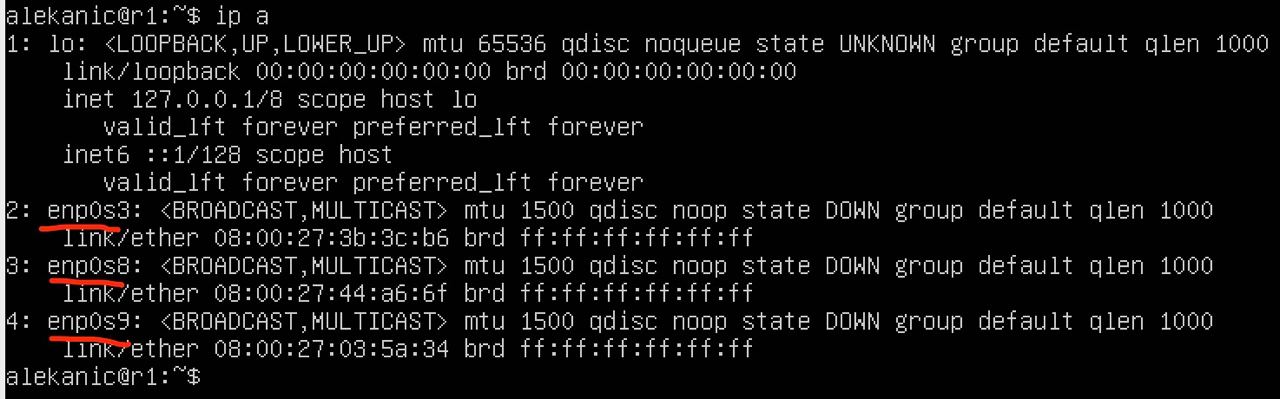 alekanic@r1:~$ ip a
1: lo: <LOOPBACK,UP,LOWER_UP> mtu 65536 qdisc noqueue state UNKNOWN group default qlen 1000
link/loopback 00:00:00:00:00:00 brd 00:00:00:00:00:00
inet 127.0.0.1/8 scope host lo
valid_lft forever preferred_lft forever
inet6 ::1/128 scope host
valid_lft forever preferred_lft forever
2: enp0s3: <BROADCAST,MULTICAST> mtu 1500 qdisc noop state DOWN group default qlen 1000
link/ether 08:00:27:3b:3c:b6 brd ff:ff:ff:ff:ff:ff
3: enp0s8: <BROADCAST,MULTICAST> mtu 1500 qdisc noop state DOWN group default qlen 1000
link/ether 08:00:27:44:a6:6f brd ff:ff:ff:ff:ff:ff
4: enp0s9: <BROADCAST,MULTICAST> mtu 1500 qdisc noop state DOWN group default qlen 1000
link/ether 08:00:27:03:5a:34 brd ff:ff:ff:ff:ff:ff
alekanic@r1:~$